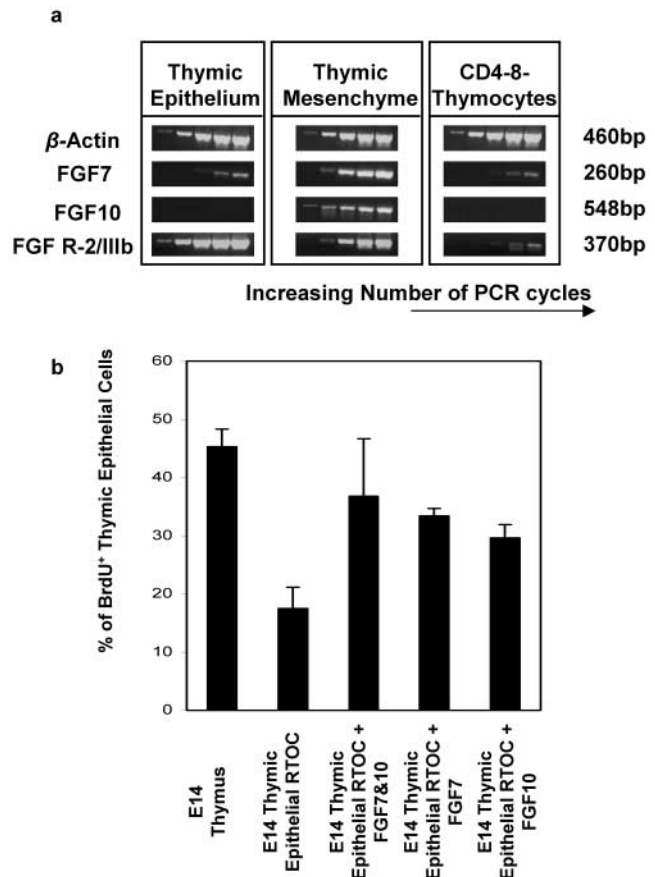 a
Thymic Epithelium
Thymic Mesenchyme
CD4-8- Thymocytes
β-Actin
460bp
FGF7
260bp
FGF10
548bp
FGF R-2/IIIb
370bp
Increasing Number of PCR cycles
b
% of BrdU⁺ Thymic Epithelial Cells
60
50
40
30
20
10
0
E14
Thymus
E14 Thymic
Epithelial RTOC
E14 Thymic
Epithelial RTOC +
FGF7&10
E14 Thymic
Epithelial RTOC +
FGF7
E14 Thymic
Epithelial RTOC +
FGF10